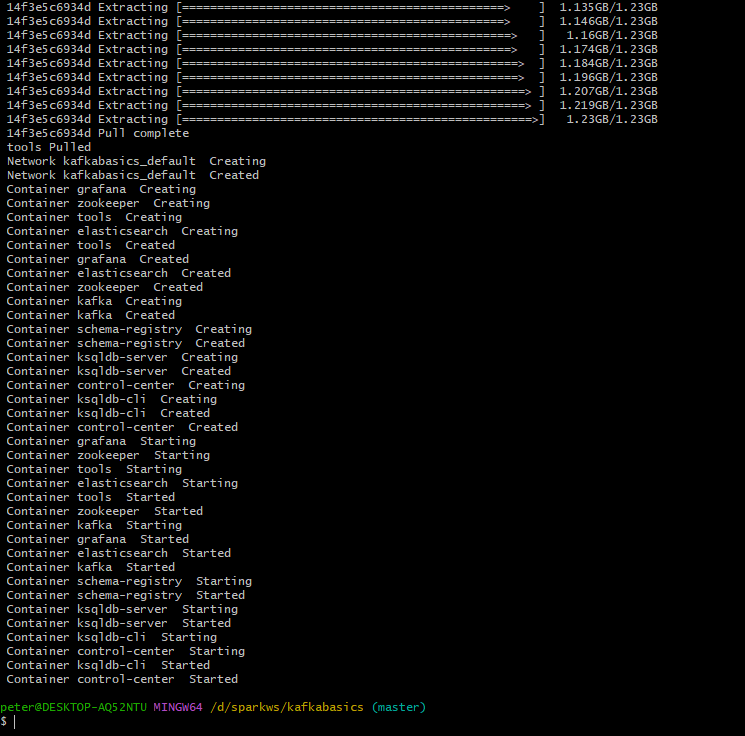 14f3e5c6934d Extracting [==============================================>    ]  1.135GB/1.23GB
14f3e5c6934d Extracting [==============================================>    ]  1.146GB/1.23GB
14f3e5c6934d Extracting [===============================================>   ]   1.16GB/1.23GB
14f3e5c6934d Extracting [===============================================>   ]  1.174GB/1.23GB
14f3e5c6934d Extracting [================================================>  ]  1.184GB/1.23GB
14f3e5c6934d Extracting [================================================>  ]  1.196GB/1.23GB
14f3e5c6934d Extracting [=================================================> ]  1.207GB/1.23GB
14f3e5c6934d Extracting [=================================================> ]  1.219GB/1.23GB
14f3e5c6934d Extracting [==================================================>]   1.23GB/1.23GB
14f3e5c6934d Pull complete
tools Pulled
Network kafkabasics_default  Creating
Network kafkabasics_default  Created
Container grafana  Creating
Container zookeeper  Creating
Container tools  Creating
Container elasticsearch  Creating
Container tools  Created
Container grafana  Created
Container elasticsearch  Created
Container zookeeper  Created
Container kafka  Creating
Container kafka  Created
Container schema-registry  Creating
Container schema-registry  Created
Container ksqldb-server  Creating
Container ksqldb-server  Created
Container control-center  Creating
Container ksqldb-cli  Creating
Container ksqldb-cli  Created
Container control-center  Created
Container grafana  Starting
Container zookeeper  Starting
Container tools  Starting
Container elasticsearch  Starting
Container tools  Started
Container zookeeper  Started
Container kafka  Starting
Container grafana  Started
Container elasticsearch  Started
Container kafka  Started
Container schema-registry  Starting
Container schema-registry  Started
Container ksqldb-server  Starting
Container ksqldb-server  Started
Container ksqldb-cli  Starting
Container control-center  Starting
Container ksqldb-cli  Started
Container control-center  Started
peter@DESKTOP-AQ52NTU MINGW64 /d/sparkws/kafkabasics (master)
$